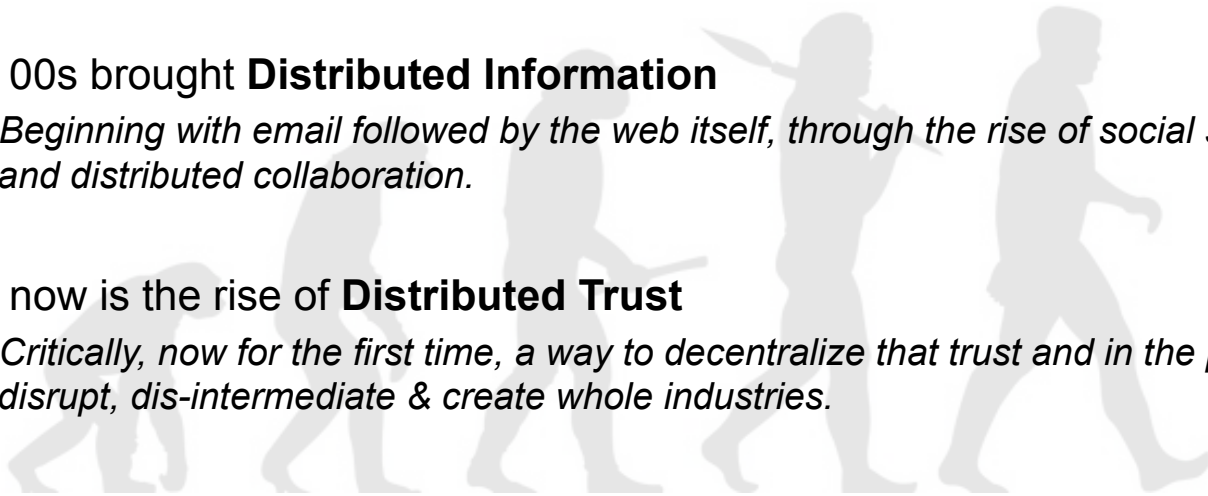 00s brought Distributed Information
Beginning with email followed by the web itself, through the rise of social
and distributed collaboration.
now is the rise of Distributed Trust
Critically, now for the first time, a way to decentralize that trust and in the
disrupt, dis-intermediate & create whole industries.